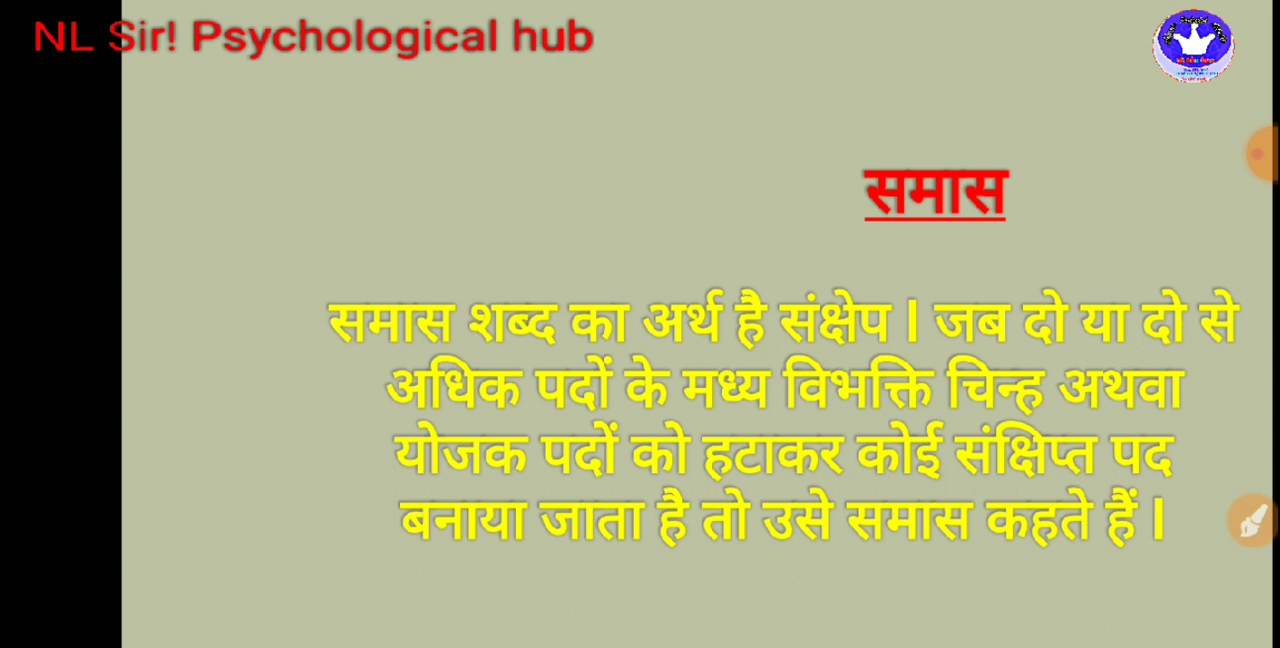 NL Sir! Psychological hub
समास
समास शब्द का अर्थ है संक्षेप l जब दो या दो से
अधिक पदों के मध्य विभक्ति चिन्ह अथवा
योजक पदों को हटाकर कोई संक्षिप्त पद
बनाया जाता है तो उसे समास कहते हैं l